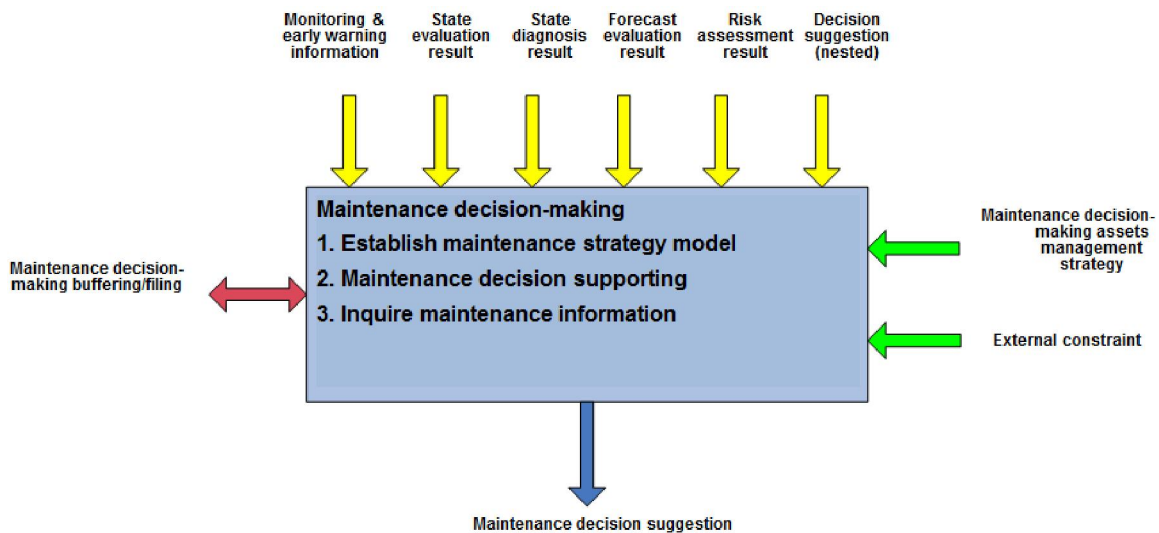 Monitoring &
early warning
information
State
evaluation
result
State
diagnosis
result
Forecast
evaluation
result
Risk
assessment
result
Decision
suggestion
(nested)
Maintenance decision-making
1. Establish maintenance strategy model
2. Maintenance decision supporting
3. Inquire maintenance information
Maintenance decision-
making buffering/filing
Maintenance decision-
making assets
management
strategy
External constraint
Maintenance decision suggestion